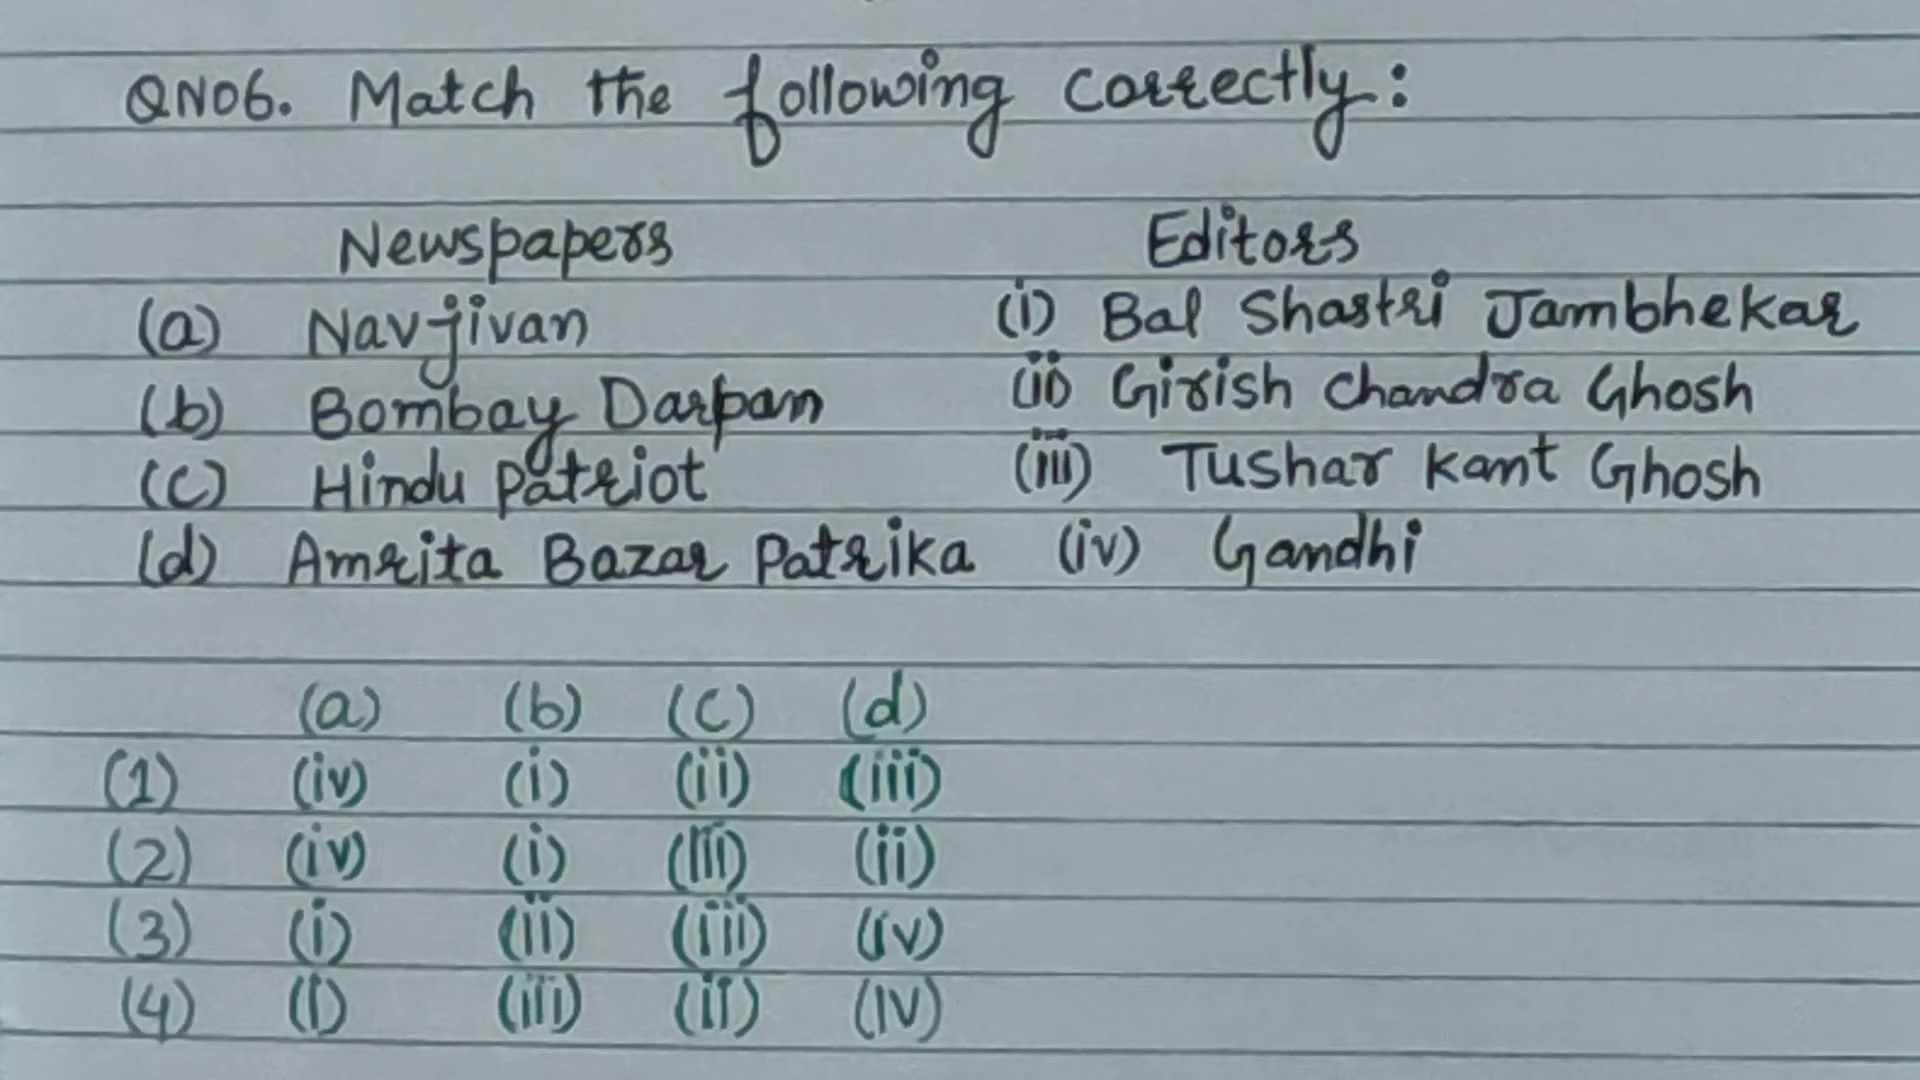 QNO6. Match the following correctly:
Newspapers Editors
(a) Navjivan (i) Bal Shastri Jambhekar
(b) Bombay Darpan (ii) Girish Chandra Ghosh
(c) Hindu Patriot (iii) Tushar Kant Ghosh
(d) Amrita Bazar Patrika (iv) Gandhi
(a) (b) (c) (d)
(1) (iv) (i) (ii) (iii)
(2) (iv) (i) (iii) (ii)
(3) (i) (ii) (iii) (iv)
(4) (i) (iii) (ii) (iv)